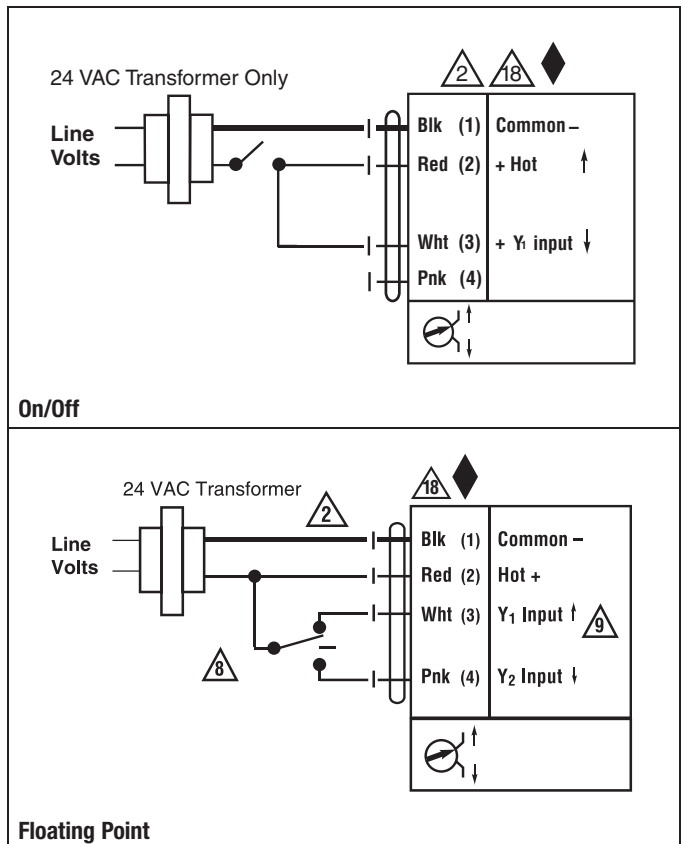 24 VAC Transformer Only
2 18
Line
Volts
Blk (1) Common –
Red (2) + Hot ↑
Wht (3) + Y1 input ↓
Pnk (4)
↑
↓
On/Off
24 VAC Transformer
2
18
Line
Volts
Blk (1) Common –
Red (2) Hot +
Wht (3) Y1 Input ↑ 9
8
Pnk (4) Y2 Input ↓
↑
↓
Floating Point